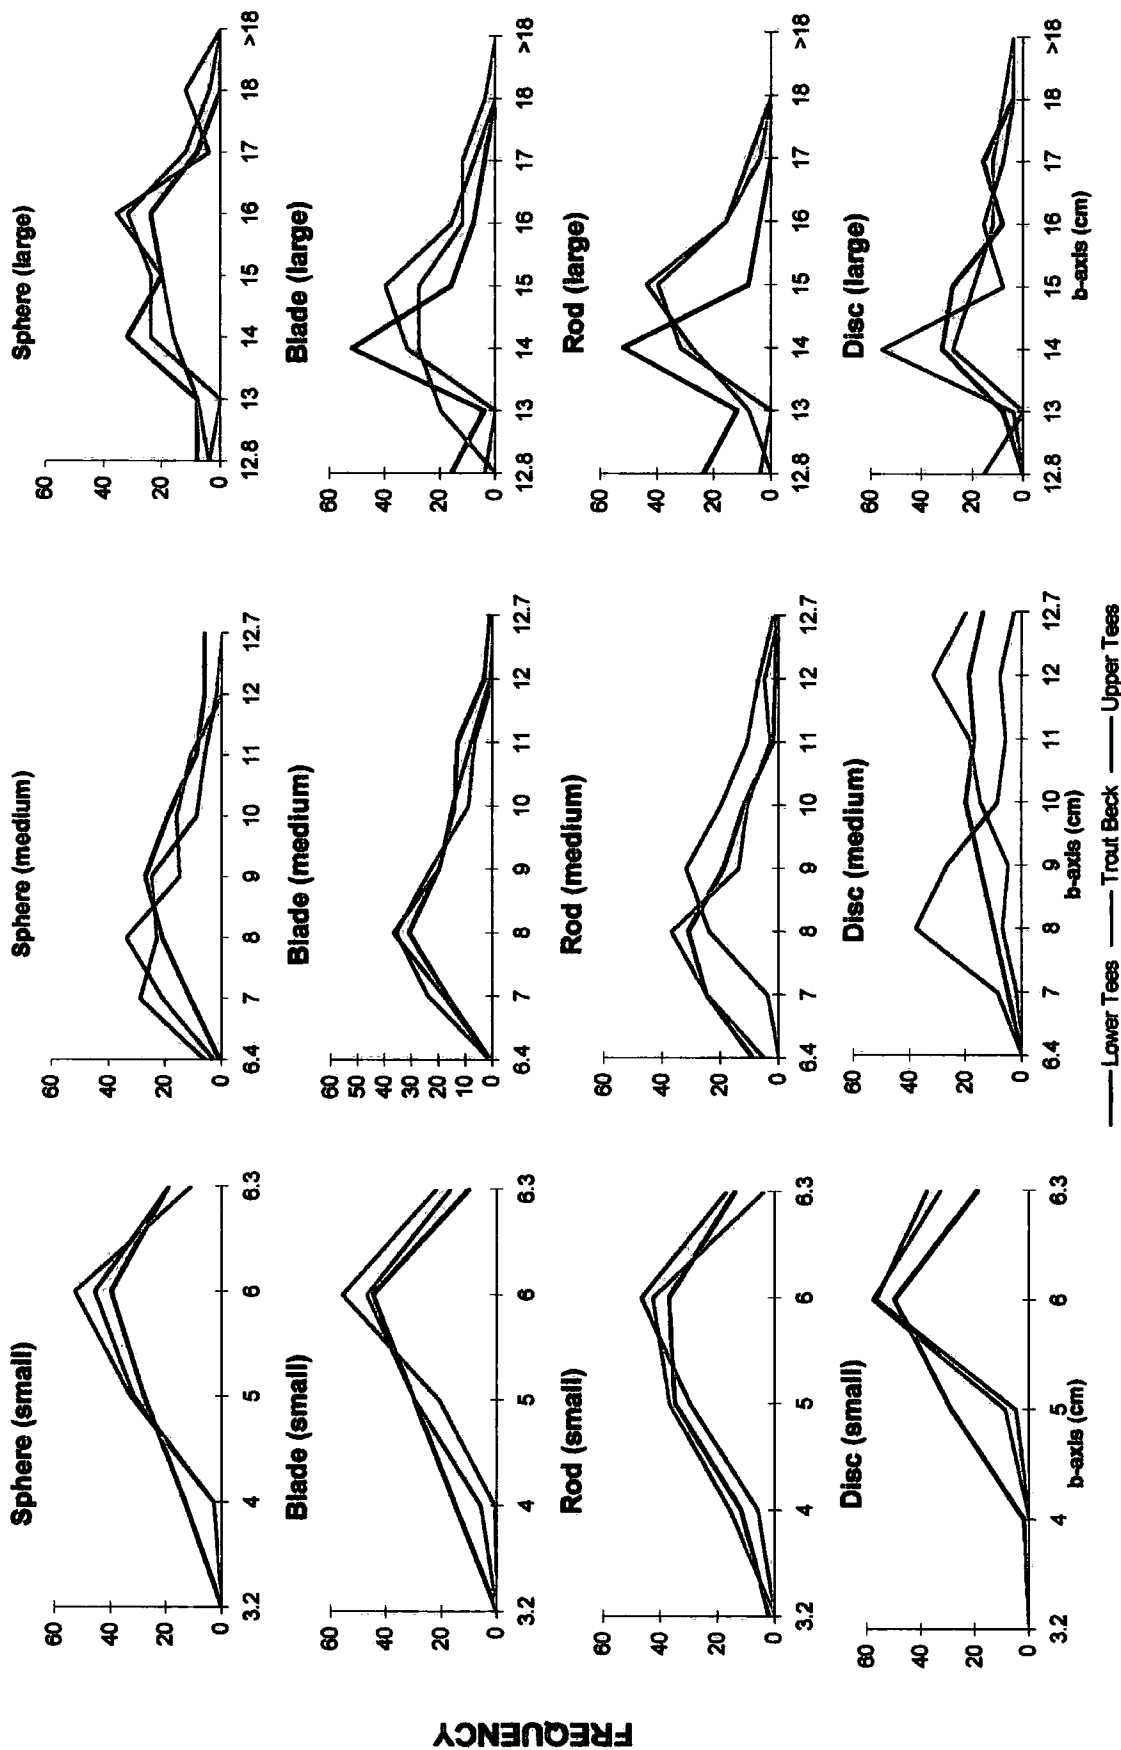 FREQUENCY
Sphere (small)
60
40
20
0
3.2 4 5 6 6.3
Sphere (medium)
60
40
20
0
6.4 7 8 9 10 11 12 12.7
Sphere (large)
60
40
20
0
12.8 13 14 15 16 17 18 >18
Blade (small)
60
40
20
0
3.2 4 5 6 6.3
Blade (medium)
60
50
40
30
20
10
0
6.4 7 8 9 10 11 12 12.7
Blade (large)
60
40
20
0
12.8 13 14 15 16 17 18 >18
Rod (small)
60
40
20
0
3.2 4 5 6 6.3
Rod (medium)
60
40
20
0
6.4 7 8 9 10 11 12 12.7
Rod (large)
60
40
20
0
12.8 13 14 15 16 17 18 >18
Disc (small)
60
40
20
0
3.2 4 5 6 6.3
b-axis (cm)
Disc (medium)
60
40
20
0
6.4 7 8 9 10 11 12 12.7
b-axis (cm)
Disc (large)
60
40
20
0
12.8 13 14 15 16 17 18 >18
b-axis (cm)
Lower Tees Trout Beck Upper Tees